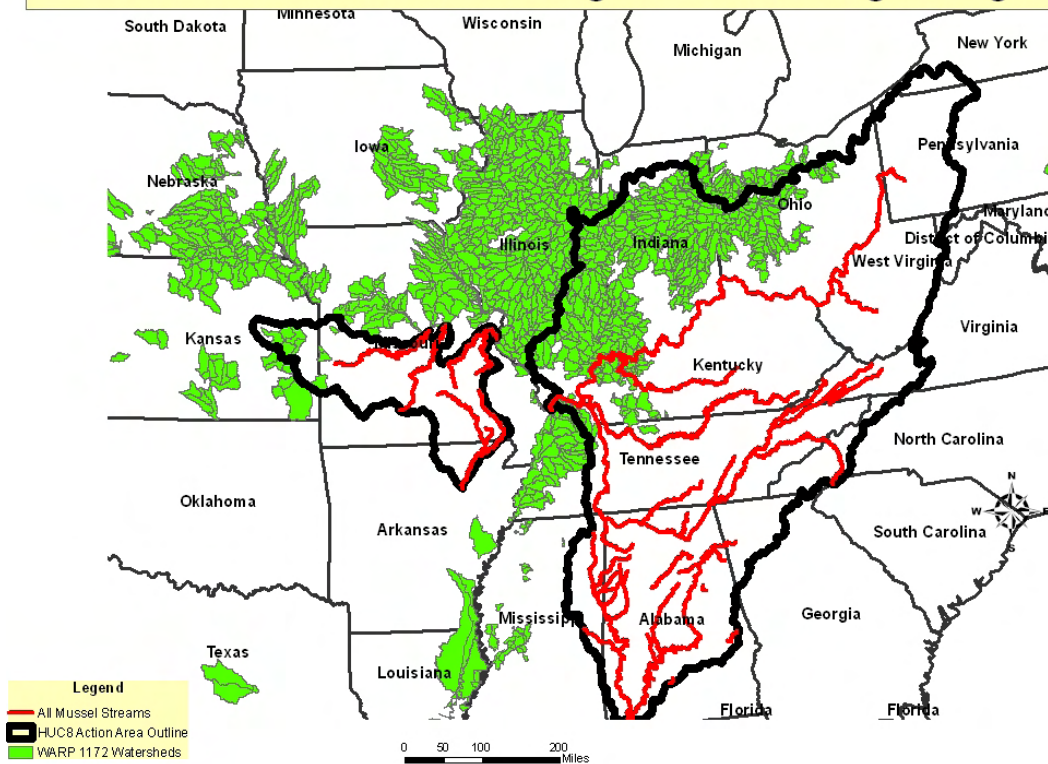 Minnesota
South Dakota
Wisconsin
Michigan
New York
Iowa
Pennsylvania
Nebraska
Ohio
Maryland
Illinois
Indiana
District of Columbi
West Virginia
Kansas
Missouri
Virginia
Kentucky
North Carolina
Tennessee
N
Oklahoma
W
E
Arkansas
South Carolina
S
Mississippi
Alabama
Georgia
Texas
Louisiana
Legend
Florida
Florida
All Mussel Streams
HUC8 Action Area Outline
WARP 1172 Watersheds
0 50 100 200
Miles